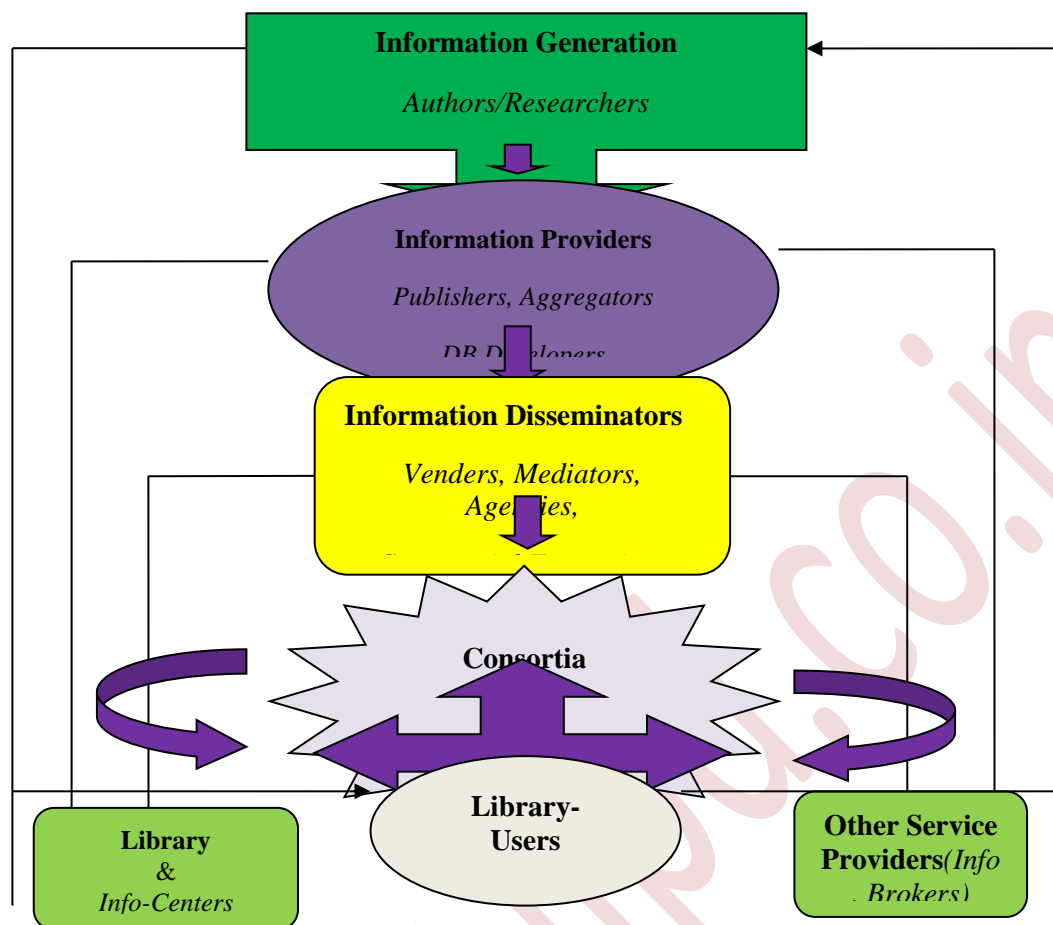 Information Generation
Authors/Researchers
Information Providers
Publishers, Aggregators
Information Disseminators
Venders, Mediators,
Consortia
Library-
Users
Library
&
Info-Centers
Other Service
Providers(Info
Brokers)